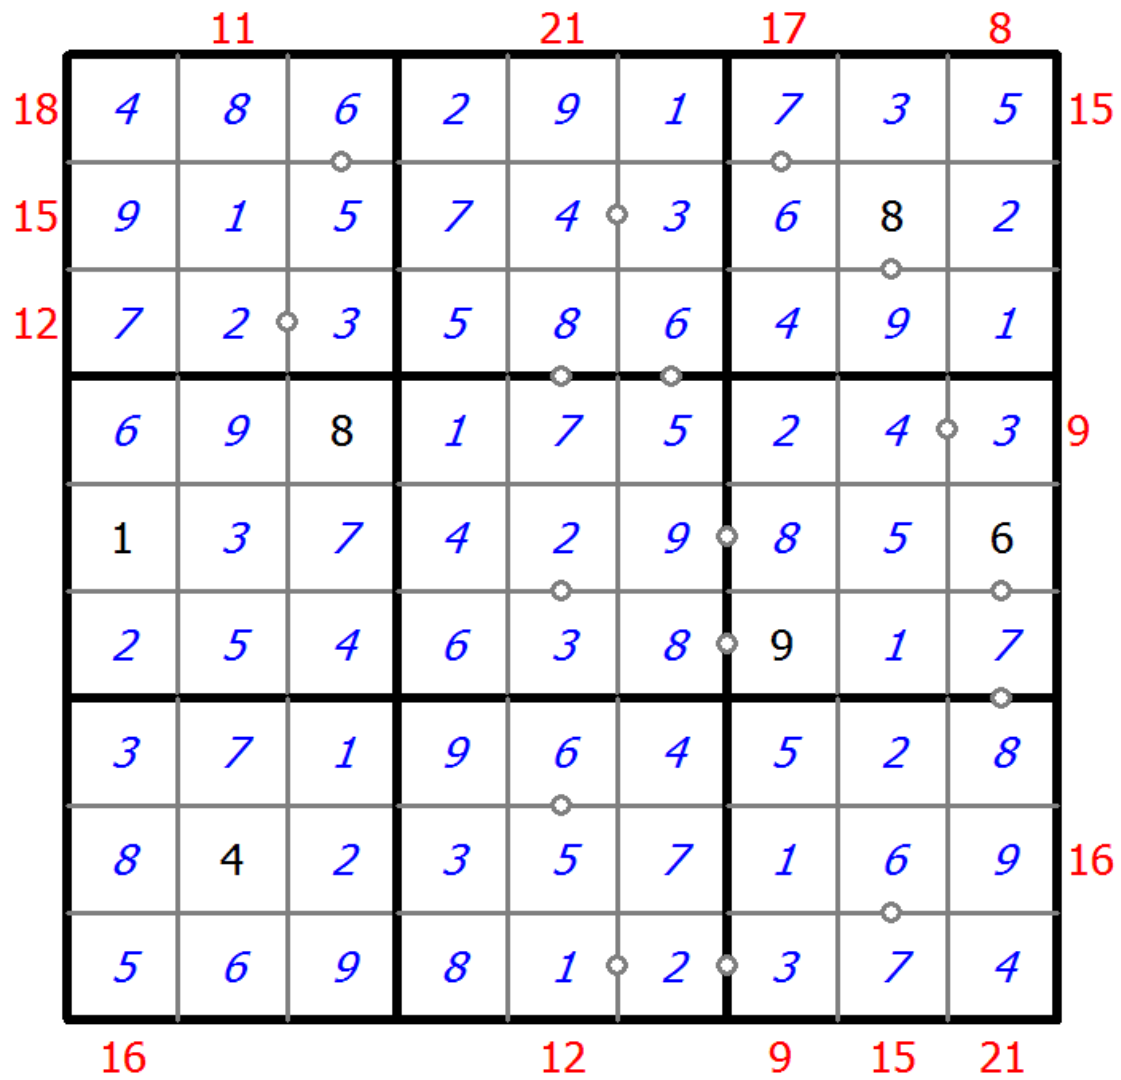 11 21 17 8
18 4 8 6 2 9 1 7 3 5 15
15 9 1 5 7 4 3 6 8 2
12 7 2 3 5 8 6 4 9 1
6 9 8 1 7 5 2 4 3 9
1 3 7 4 2 9 8 5 6
2 5 4 6 3 8 9 1 7
3 7 1 9 6 4 5 2 8
8 4 2 3 5 7 1 6 9 16
5 6 9 8 1 2 3 7 4
16 12 9 15 21